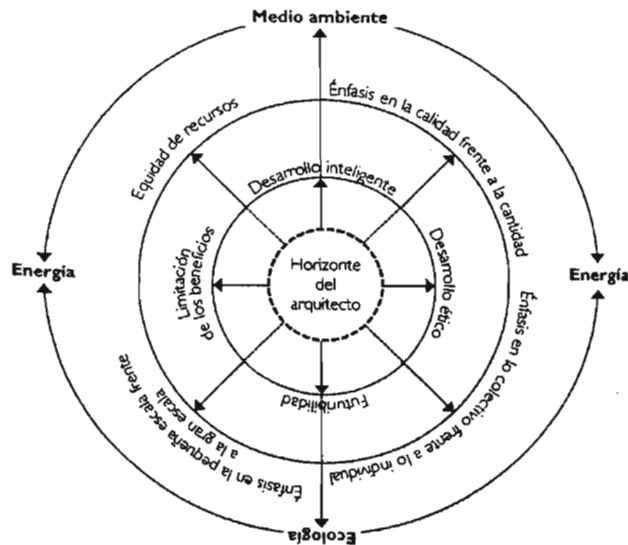 Medio ambiente
Énfasis en la calidad frente a la cantidad
Equidad de recursos
Desarrollo inteligente
Energía
Limitación
de los beneficios
Horizonte
del
arquitecto
Desarrollo ético
Energía
Futuribilidad
Énfasis en lo colectivo frente a lo individual
Énfasis en la pequeña escala frente
a la gran escala
Ecología